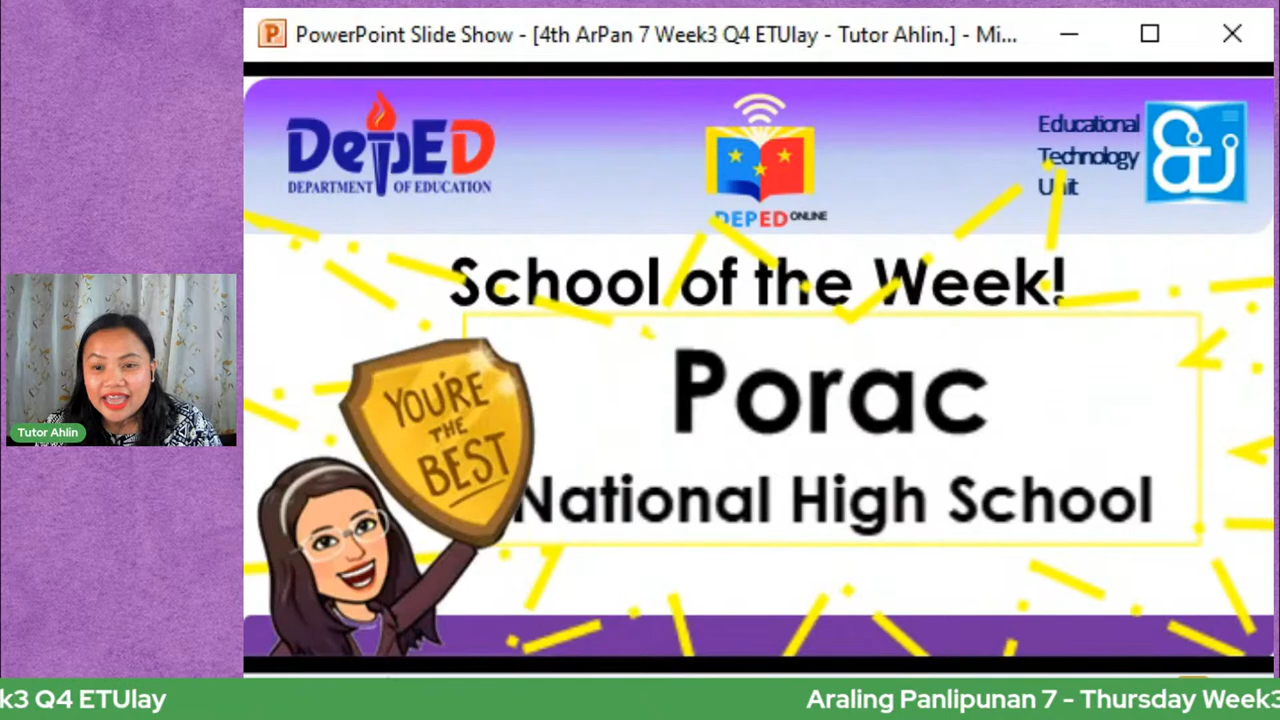 PowerPoint Slide Show - [4th ArPan 7 Week3 Q4 ETUlay - Tutor Ahlin.] - Mi...
DepED
DEPARTMENT OF EDUCATION
DEPED ONLINE
Educational
Technology
Unit
School of the Week!
Porac
National High School
YOU'RE
THE
BEST
Tutor Ahlin
k3 Q4 ETUlay
Araling Panlipunan 7 - Thursday Week3